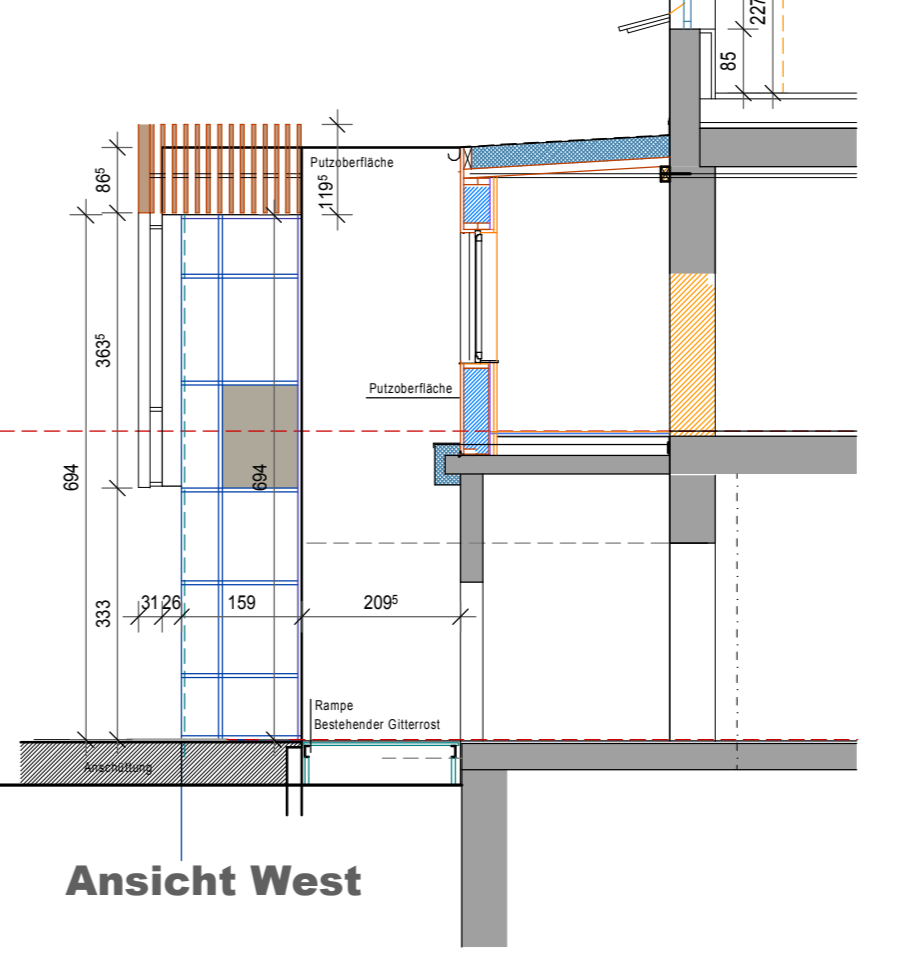 227
85
Putzoberfläche
86⁵
119⁵
363⁵
Putzoberfläche
694
694
31
26
159
209⁵
333
Rampe
Bestehender Gitterrost
Anschüttung
Ansicht West